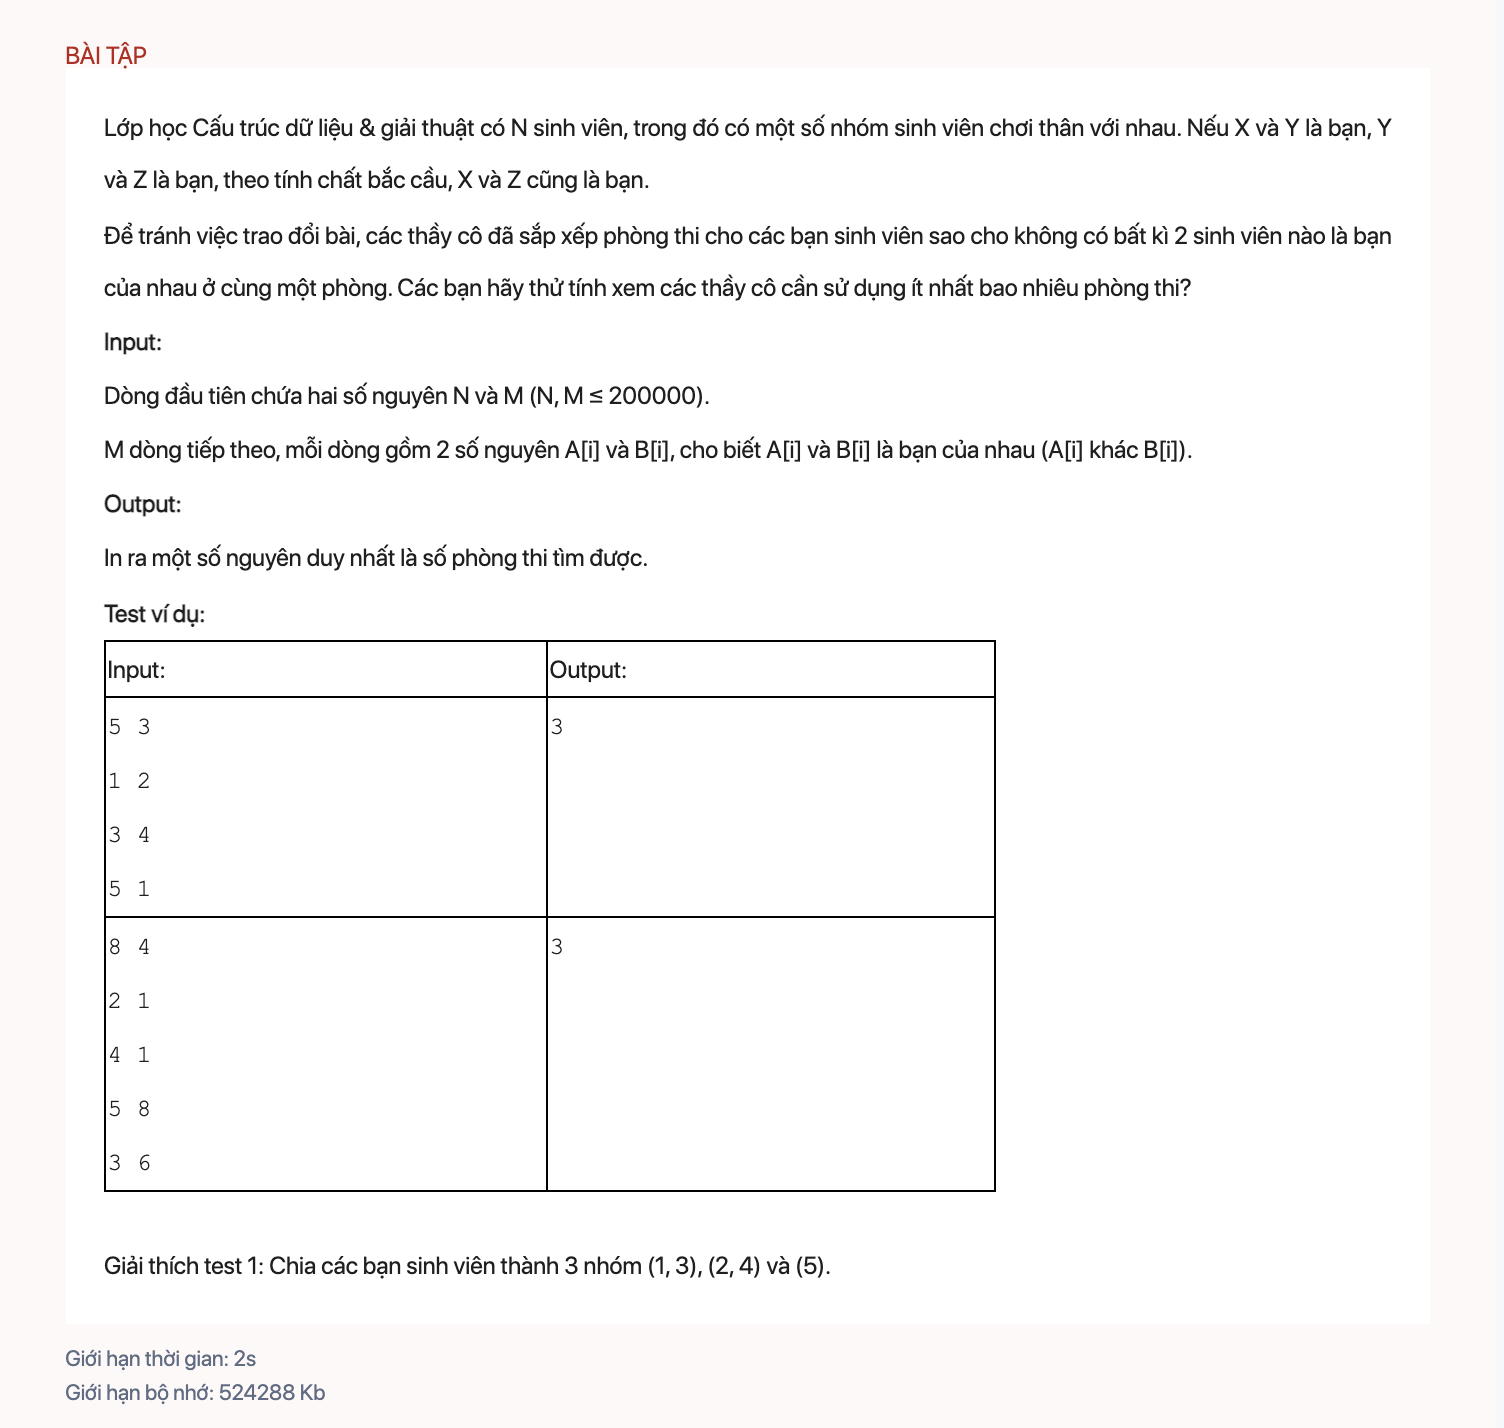 BÀI TẬP
Lớp học Cấu trúc dữ liệu & giải thuật có N sinh viên, trong đó có một số nhóm sinh viên chơi thân với nhau. Nếu X và Y là bạn, Y
và Z là bạn, theo tính chất bắc cầu, X và Z cũng là bạn.
Để tránh việc trao đổi bài, các thầy cô đã sắp xếp phòng thi cho các bạn sinh viên sao cho không có bất kì 2 sinh viên nào là bạn
của nhau ở cùng một phòng. Các bạn hãy thử tính xem các thầy cô cần sử dụng ít nhất bao nhiêu phòng thi?
Input:
Dòng đầu tiên chứa hai số nguyên N và M (N, M ≤ 200000).
M dòng tiếp theo, mỗi dòng gồm 2 số nguyên A[i] và B[i], cho biết A[i] và B[i] là bạn của nhau (A[i] khác B[i]).
Output:
In ra một số nguyên duy nhất là số phòng thi tìm được.
Test ví dụ:
Input: Output:
5 3 3
1 2
3 4
5 1
8 4 3
2 1
4 1
5 8
3 6
Giải thích test 1: Chia các bạn sinh viên thành 3 nhóm (1, 3), (2, 4) và (5).
Giới hạn thời gian: 2s
Giới hạn bộ nhớ: 524288 Kb